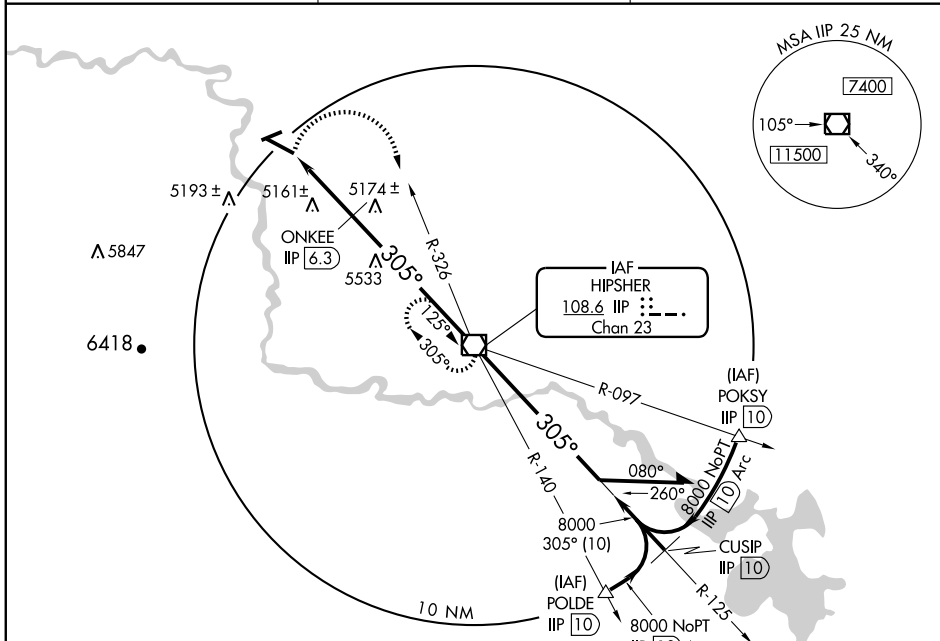 MSA IIP 25 NM
7400
105°
11500
340°
5193 ±
5161 ±
5174 ±
ONKEE
IIP 6.3
5533
305°
R-326
5847
6418
125°
305°
IAF
HIPSHER
108.6 IIP
Chan 23
R-097
(IAF)
POKSY
IIP 10
305°
R-140
080°
260°
8000 NoPT
IIP 10 Arc
8000
305° (10)
CUSIP
IIP 10
R-125
(IAF)
POLDE
IIP 10
8000 NoPT
10 NM